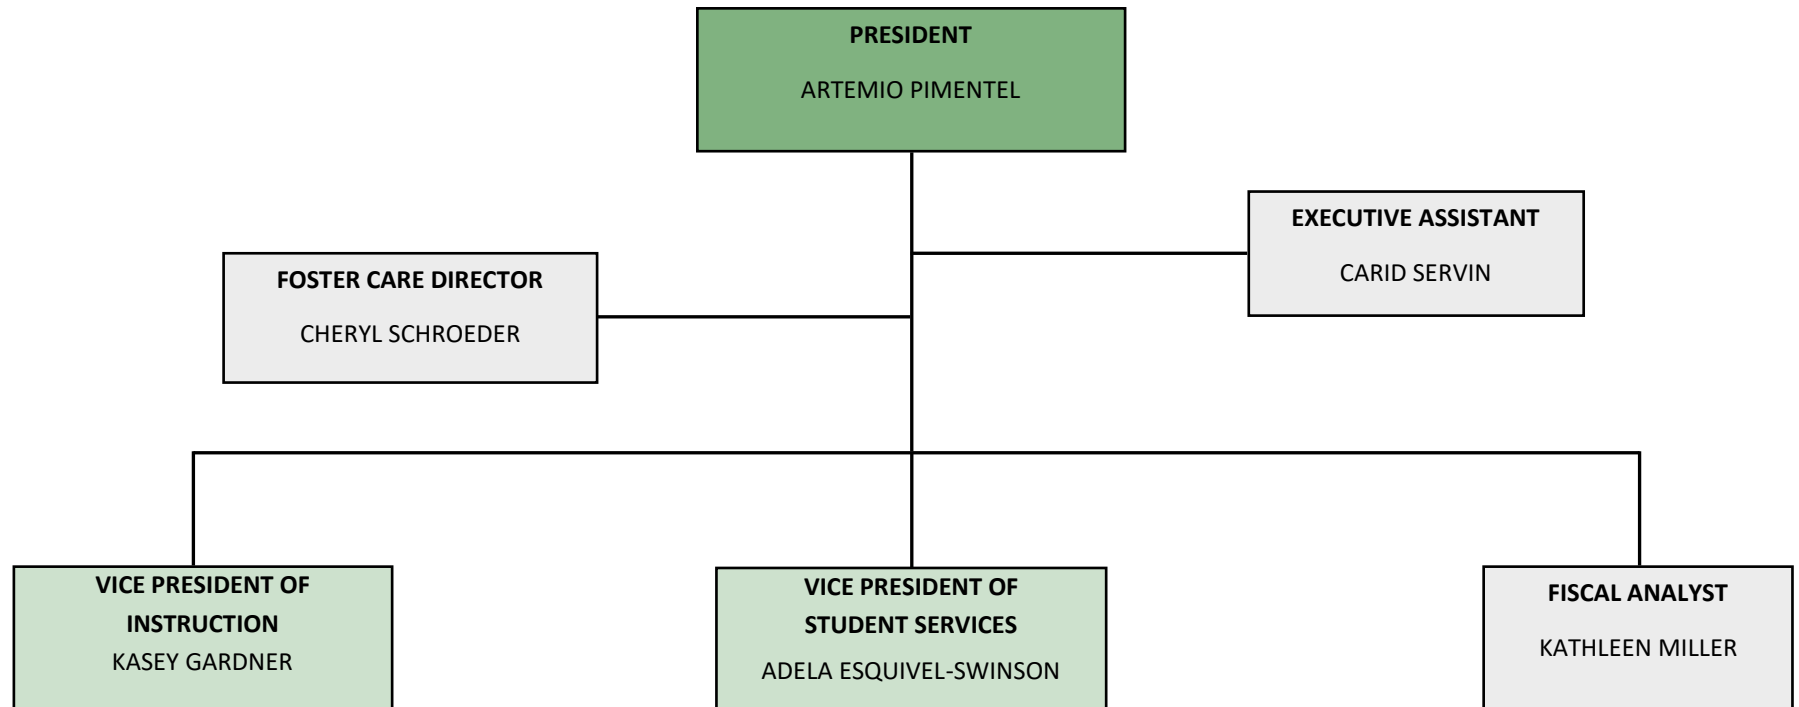 PRESIDENT
ARTEMIO PIMENTEL
EXECUTIVE ASSISTANT
CARID SERVIN
FOSTER CARE DIRECTOR
CHERYL SCHROEDER
VICE PRESIDENT OF
INSTRUCTION
KASEY GARDNER
VICE PRESIDENT OF
STUDENT SERVICES
ADELA ESQUIVEL-SWINSON
FISCAL ANALYST
KATHLEEN MILLER